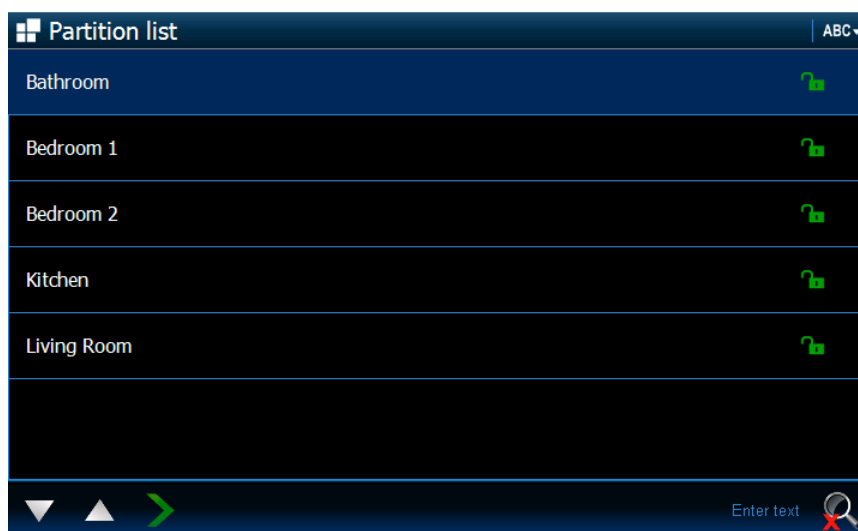 Partition list
ABC
Bathroom
Bedroom 1
Bedroom 2
Kitchen
Living Room
Enter text